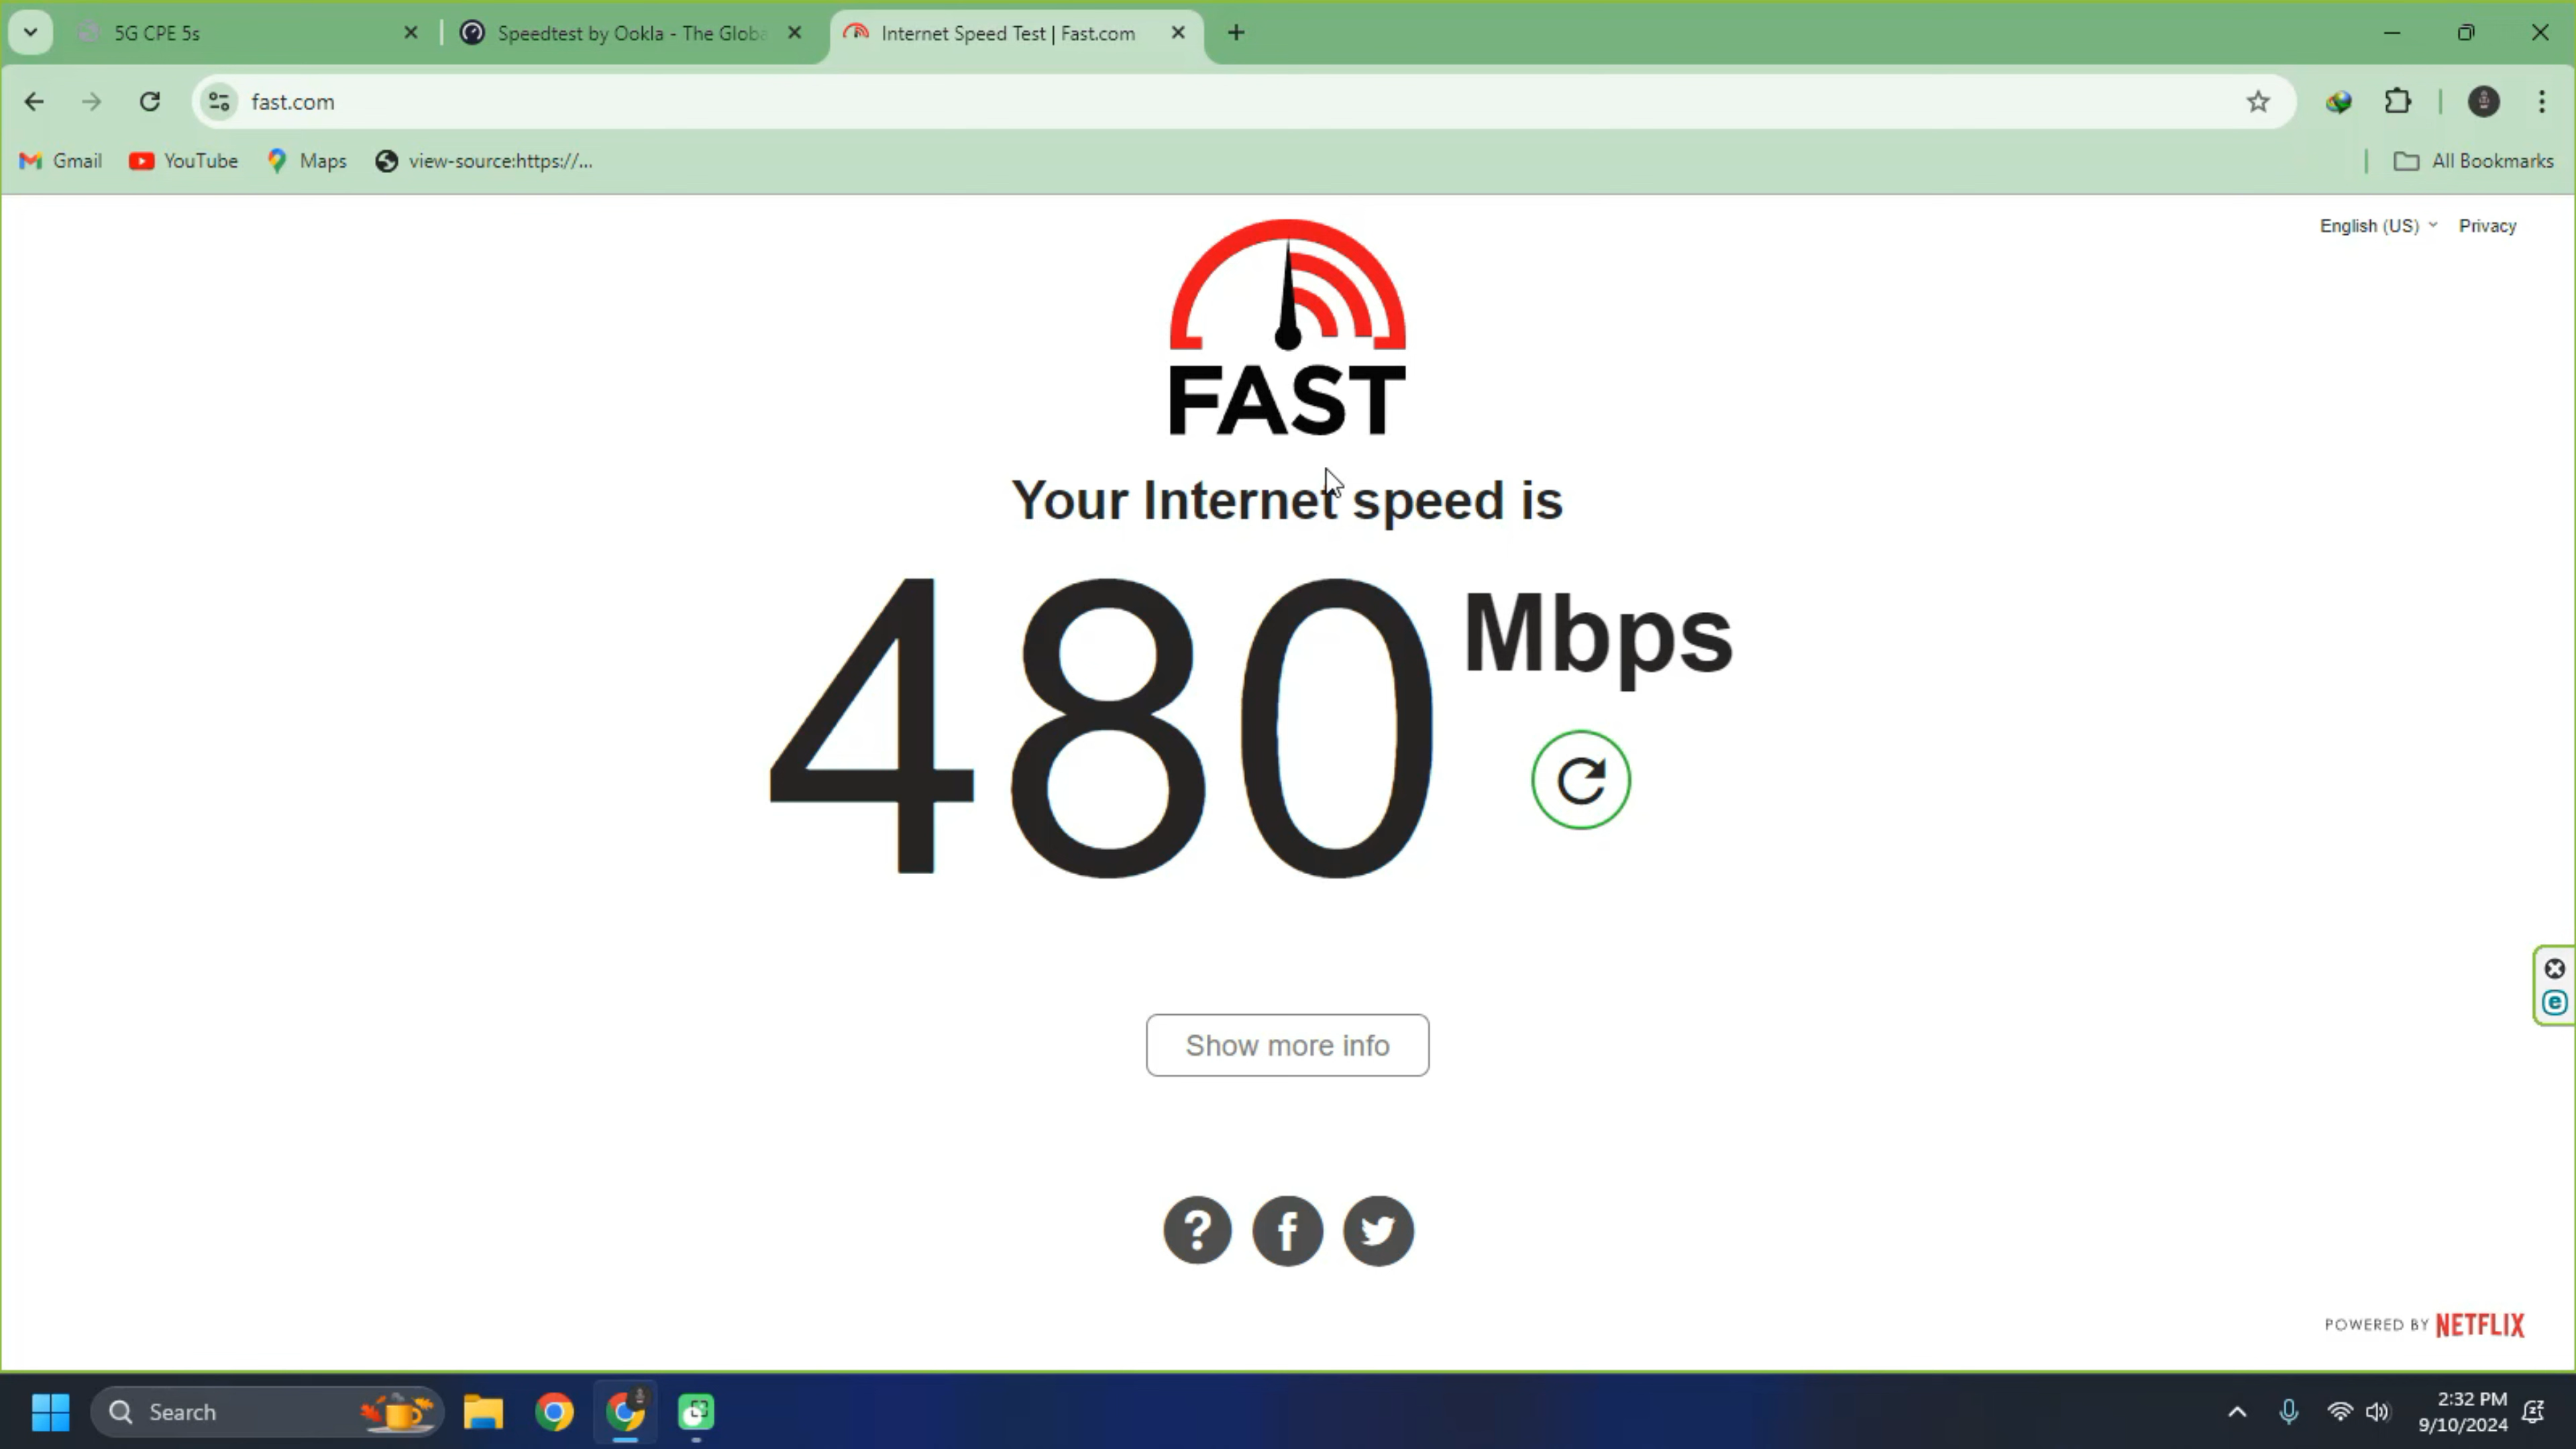 5G CPE 5s
Speedtest by Ookla - The Globa
Internet Speed Test | Fast.com
fast.com
Gmail
YouTube
Maps
view-source:https://...
All Bookmarks
English (US)
Privacy
FAST
Your Internet speed is
480 Mbps
Show more info
?
f
POWERED BY NETFLIX
Search
2:32 PM
9/10/2024